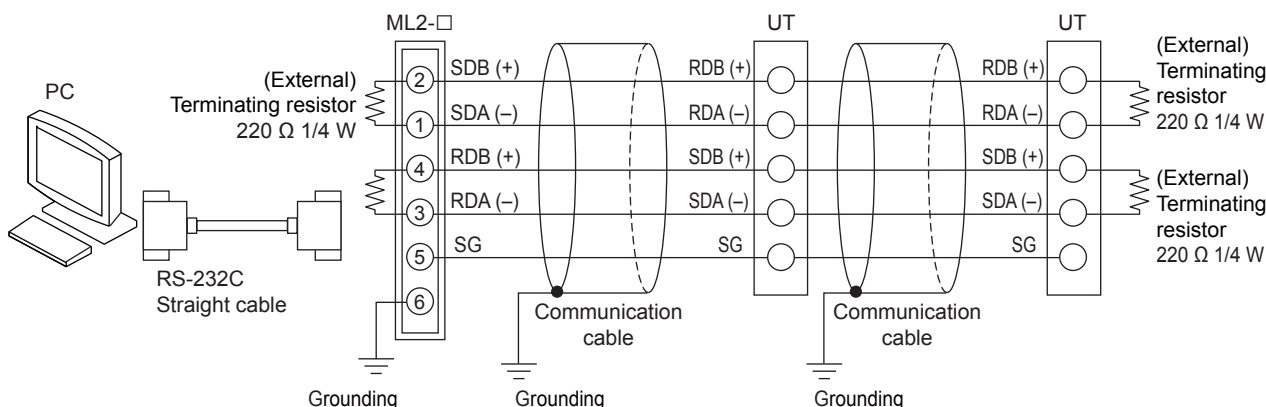 ML2-□
UT
UT
PC
(External)
Terminating resistor
220 Ω 1/4 W
RS-232C
Straight cable
2
1
4
3
5
6
SDB (+)
SDA (–)
RDB (+)
RDA (–)
SG
RDB (+)
RDA (–)
SDB (+)
SDA (–)
SG
RDB (+)
RDA (–)
SDB (+)
SDA (–)
SG
(External)
Terminating
resistor
220 Ω 1/4 W
(External)
Terminating
resistor
220 Ω 1/4 W
Communication
cable
Communication
cable
Grounding
Grounding
Grounding